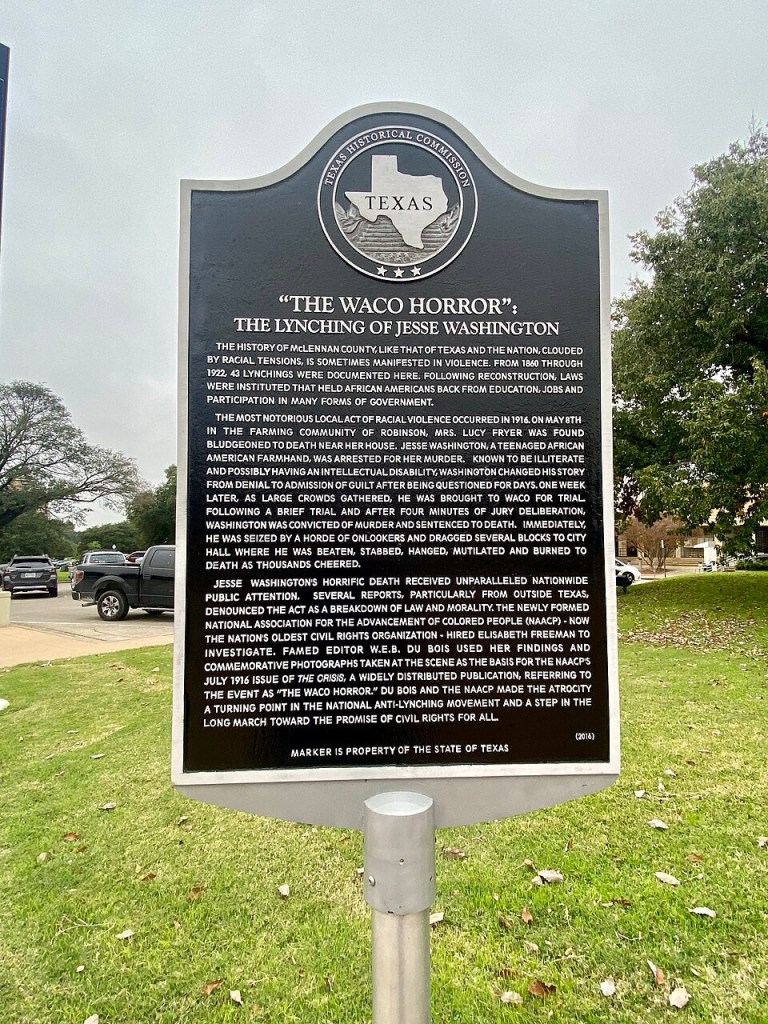 TEXAS HISTORICAL COMMISSION
TEXAS
"THE WACO HORROR":
THE LYNCHING OF JESSE WASHINGTON
THE HISTORY OF McLENNAN COUNTY, LIKE THAT OF TEXAS AND THE NATION, CLOUDED
BY RACIAL TENSIONS, IS SOMETIMES MANIFESTED IN VIOLENCE. FROM 1860 THROUGH
1922, 43 LYNCHINGS WERE DOCUMENTED HERE. FOLLOWING RECONSTRUCTION, LAWS
WERE INSTITUTED THAT HELD AFRICAN AMERICANS BACK FROM EDUCATION, JOBS AND
PARTICIPATION IN MANY FORMS OF GOVERNMENT.
THE MOST NOTORIOUS LOCAL ACT OF RACIAL VIOLENCE OCCURRED IN 1916. ON MAY 8TH
IN THE FARMING COMMUNITY OF ROBINSON, MRS. LUCY FRYER WAS FOUND
BLUDGEONED TO DEATH NEAR HER HOUSE. JESSE WASHINGTON, A TEENAGED AFRICAN
AMERICAN FARMHAND, WAS ARRESTED FOR HER MURDER. KNOWN TO BE ILLITERATE
AND POSSIBLY HAVING AN INTELLECTUAL DISABILITY, WASHINGTON CHANGED HIS STORY
FROM DENIAL TO ADMISSION OF GUILT AFTER BEING QUESTIONED FOR DAYS. ONE WEEK
LATER, AS LARGE CROWDS GATHERED, HE WAS BROUGHT TO WACO FOR TRIAL.
FOLLOWING A BRIEF TRIAL AND AFTER FOUR MINUTES OF JURY DELIBERATION,
WASHINGTON WAS CONVICTED OF MURDER AND SENTENCED TO DEATH. IMMEDIATELY,
HE WAS SEIZED BY A HORDE OF ONLOOKERS AND DRAGGED SEVERAL BLOCKS TO CITY
HALL WHERE HE WAS BEATEN, STABBED, HANGED, MUTILATED AND BURNED TO
DEATH AS THOUSANDS CHEERED.
JESSE WASHINGTON'S HORRIFIC DEATH RECEIVED UNPARALLELED NATIONWIDE
PUBLIC ATTENTION. SEVERAL REPORTS, PARTICULARLY FROM OUTSIDE TEXAS,
DENOUNCED THE ACT AS A BREAKDOWN OF LAW AND MORALITY. THE NEWLY FORMED
NATIONAL ASSOCIATION FOR THE ADVANCEMENT OF COLORED PEOPLE (NAACP) - NOW
THE NATION'S OLDEST CIVIL RIGHTS ORGANIZATION - HIRED ELISABETH FREEMAN TO
INVESTIGATE. FAMED EDITOR W.E.B. DU BOIS USED HER FINDINGS AND
COMMEMORATIVE PHOTOGRAPHS TAKEN AT THE SCENE AS THE BASIS FOR THE NAACP'S
JULY 1916 ISSUE OF THE CRISIS, A WIDELY DISTRIBUTED PUBLICATION, REFERRING TO
THE EVENT AS "THE WACO HORROR." DU BOIS AND THE NAACP MADE THE ATROCITY
A TURNING POINT IN THE NATIONAL ANTI-LYNCHING MOVEMENT AND A STEP IN THE
LONG MARCH TOWARD THE PROMISE OF CIVIL RIGHTS FOR ALL.
(2016)
MARKER IS PROPERTY OF THE STATE OF TEXAS